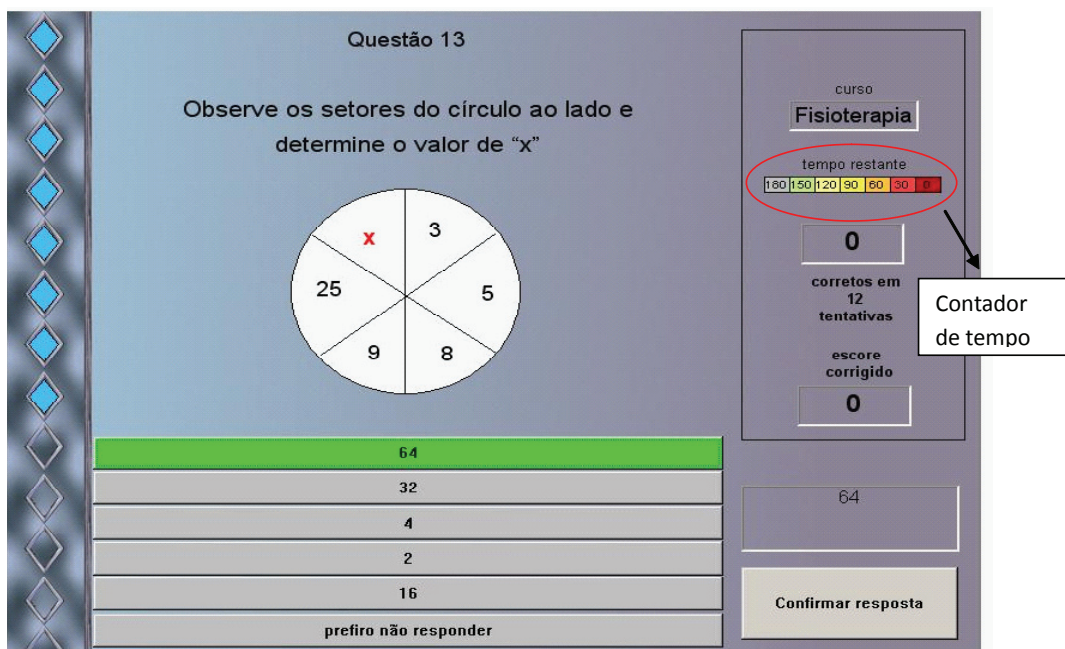 Questão 13
Observe os setores do círculo ao lado e
determine o valor de “x”
x
3
25
5
9
8
64
32
4
2
16
prefiro não responder
curso
Fisioterapia
tempo restante
180 150 120 90 60 30 0
0
corretos em
12
tentativas
escore
corrigido
0
64
Confirmar resposta
Contador
de tempo